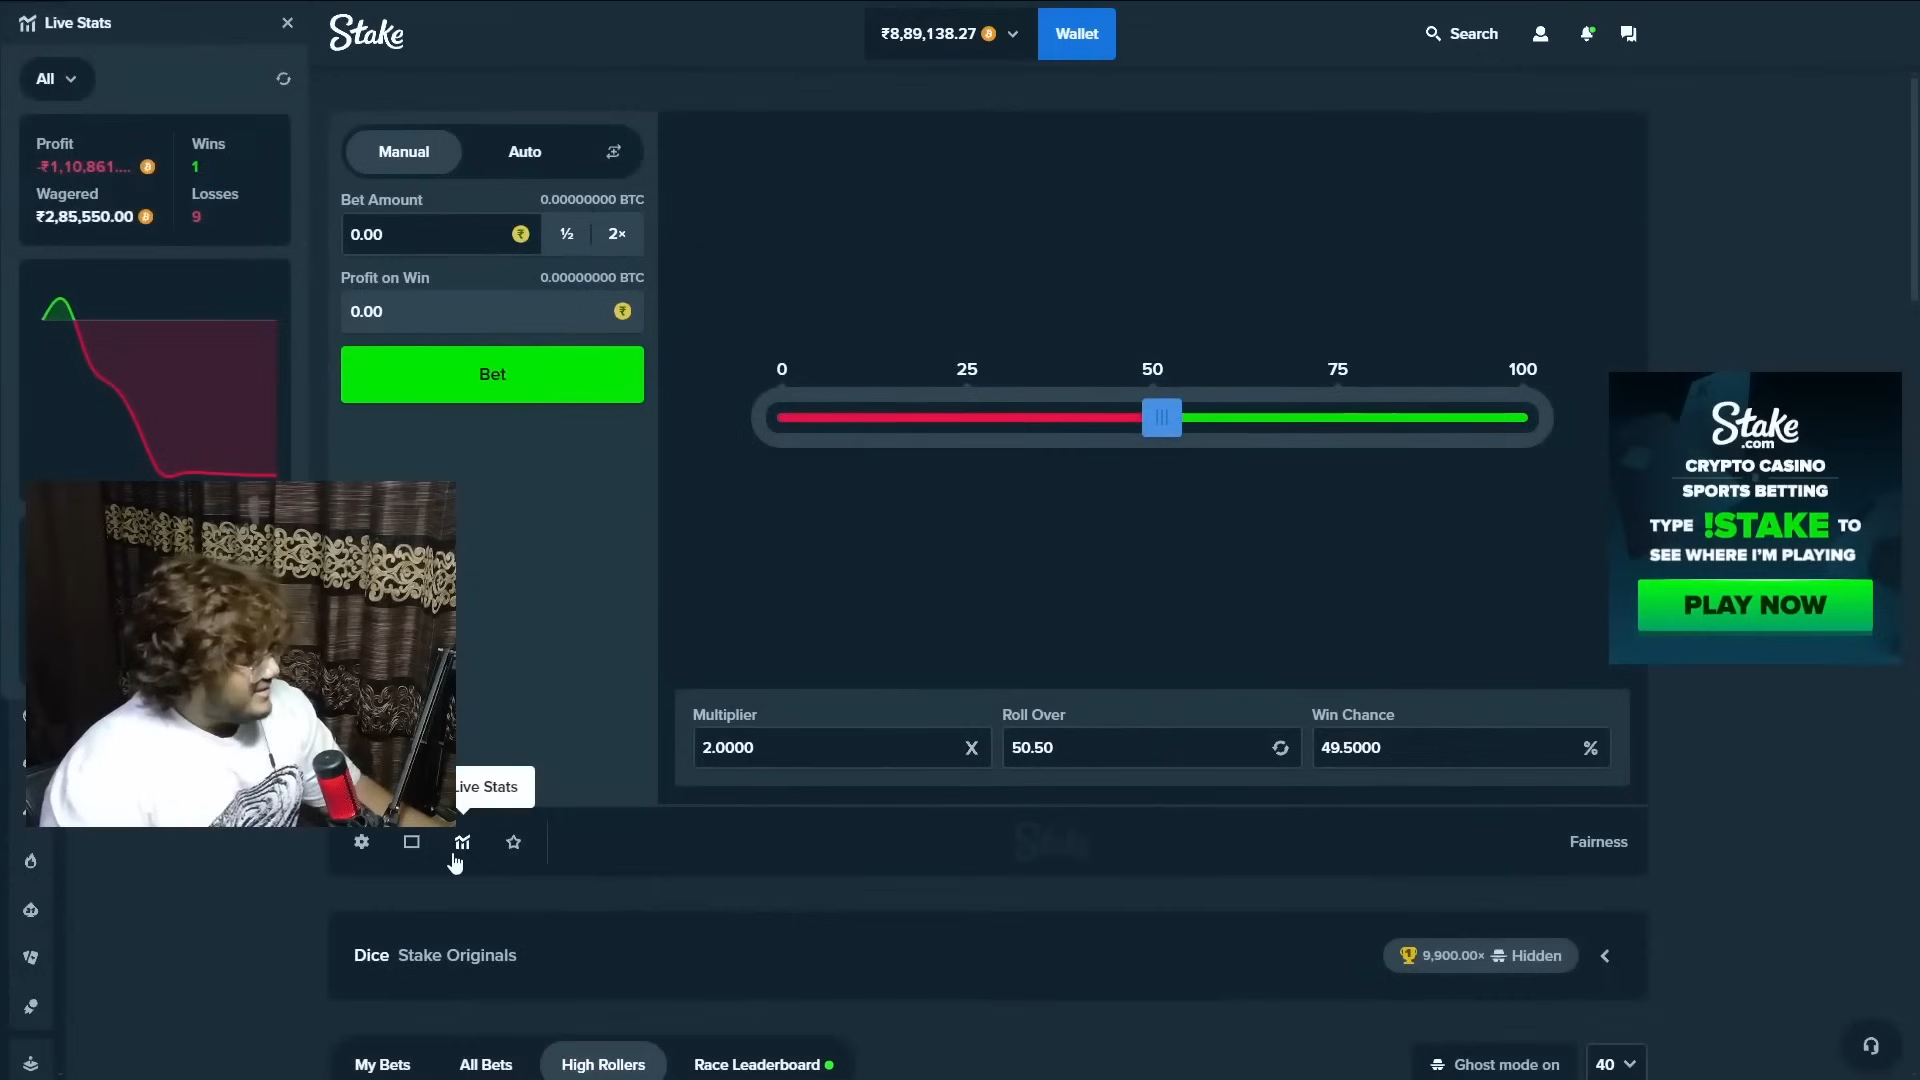 Live Stats
Stake
₹8,89,138.27
Wallet
Search
All
Profit
-₹1,10,861....
Wins
1
Wagered
₹2,85,550.00
Losses
9
Manual
Auto
Bet Amount
0.00000000 BTC
0.00
½
2×
Profit on Win
0.00000000 BTC
0.00
Bet
0
25
50
75
100
Stake
.com
CRYPTO CASINO
SPORTS BETTING
TYPE !STAKE TO
SEE WHERE I'M PLAYING
PLAY NOW
Multiplier
2.0000
X
Roll Over
50.50
Win Chance
49.5000
%
Live Stats
Stake
Fairness
Dice Stake Originals
9,900.00× Hidden
My Bets
All Bets
High Rollers
Race Leaderboard
Ghost mode on
40